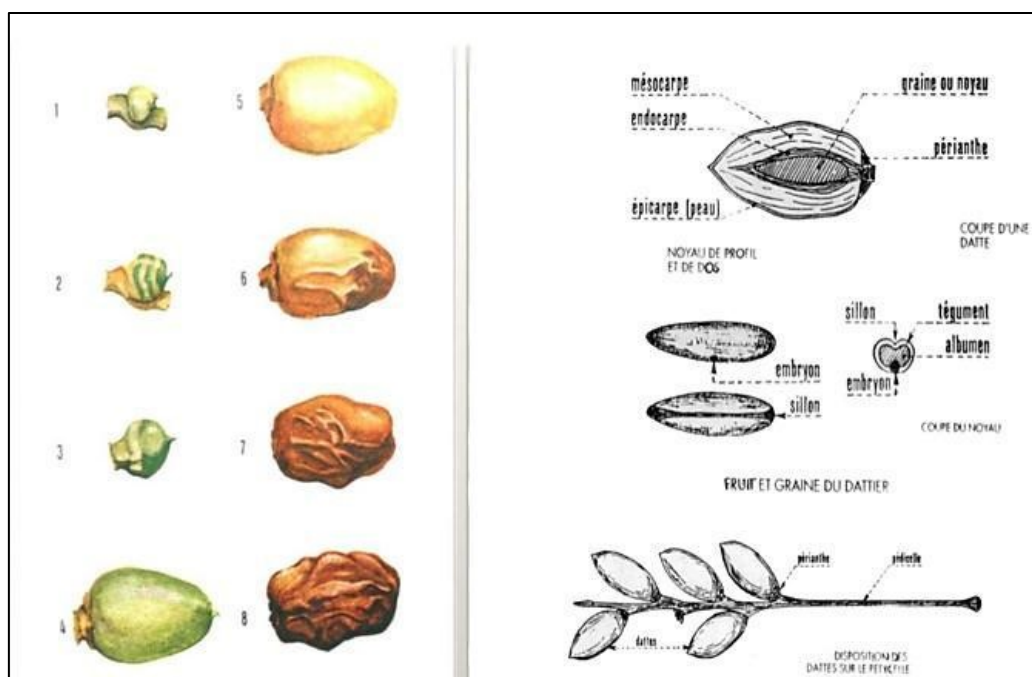 1
2
3
4
5
6
7
8
mésocarpe
endocarpe
épicarpe (peau)
graine ou noyau
périanthe
COUPE D'UNE
DATTE
NOYAU DE PROFIL
ET DE DOS
embryon
sillon
sillon
tégument
albumen
embryon
COUPE DU NOYAU
FRUIT ET GRAINE DU DATTIER
périanthe
pédicelle
dattes
DISPOSITION DES
DATTES SUR LE